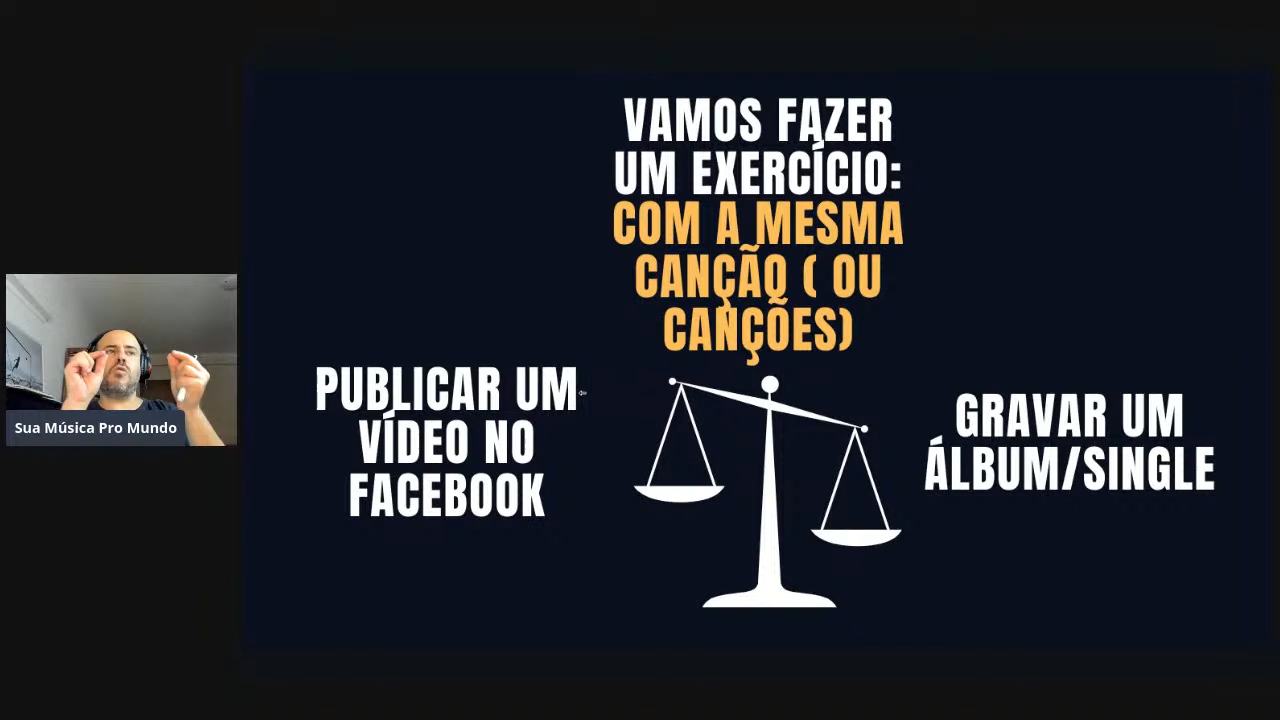 VAMOS FAZER
UM EXERCÍCIO:
COM A MESMA
CANÇÃO ( OU
CANÇÕES)
PUBLICAR UM
VÍDEO NO
FACEBOOK
GRAVAR UM
ÁLBUM/SINGLE
Sua Música Pro Mundo